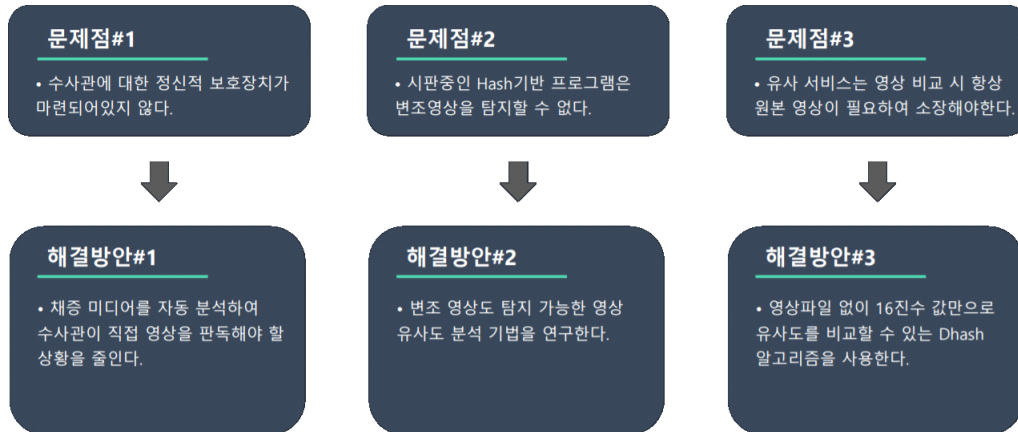 문제점#1
• 수사관에 대한 정신적 보호장치가
마련되어있지 않다.
문제점#2
• 시판중인 Hash기반 프로그램은
변조영상을 탐지할 수 없다.
문제점#3
• 유사 서비스는 영상 비교 시 항상
원본 영상이 필요하여 소장해야한다.
해결방안#1
• 채증 미디어를 자동 분석하여
수사관이 직접 영상을 판독해야 할
상황을 줄인다.
해결방안#2
• 변조 영상도 탐지 가능한 영상
유사도 분석 기법을 연구한다.
해결방안#3
• 영상파일 없이 16진수 값만으로
유사도를 비교할 수 있는 Dhash
알고리즘을 사용한다.